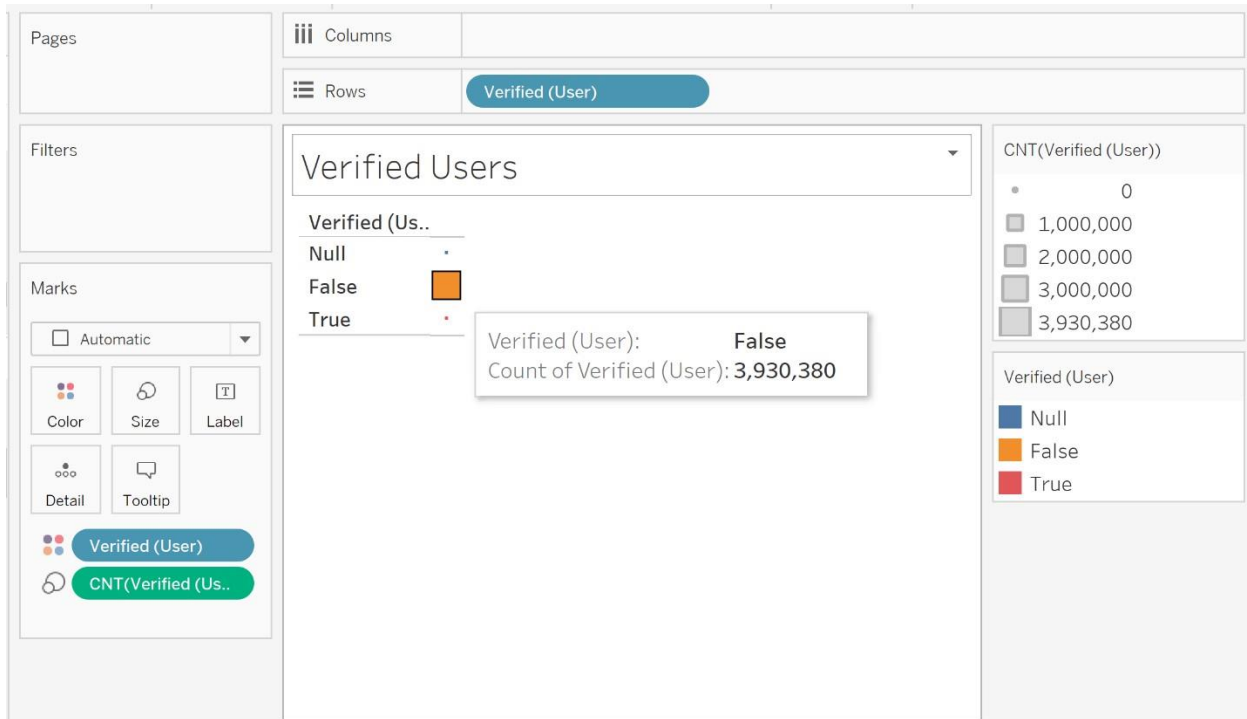 Pages
Columns
Rows
Verified (User)
Filters
Marks
Automatic
Color
Size
T
Label
Detail
Tooltip
Verified (User)
CNT(Verified (Us..
Verified Users
Verified (Us..
Null
False
True
Verified (User): False
Count of Verified (User): 3,930,380
CNT(Verified (User))
0
1,000,000
2,000,000
3,000,000
3,930,380
Verified (User)
Null
False
True